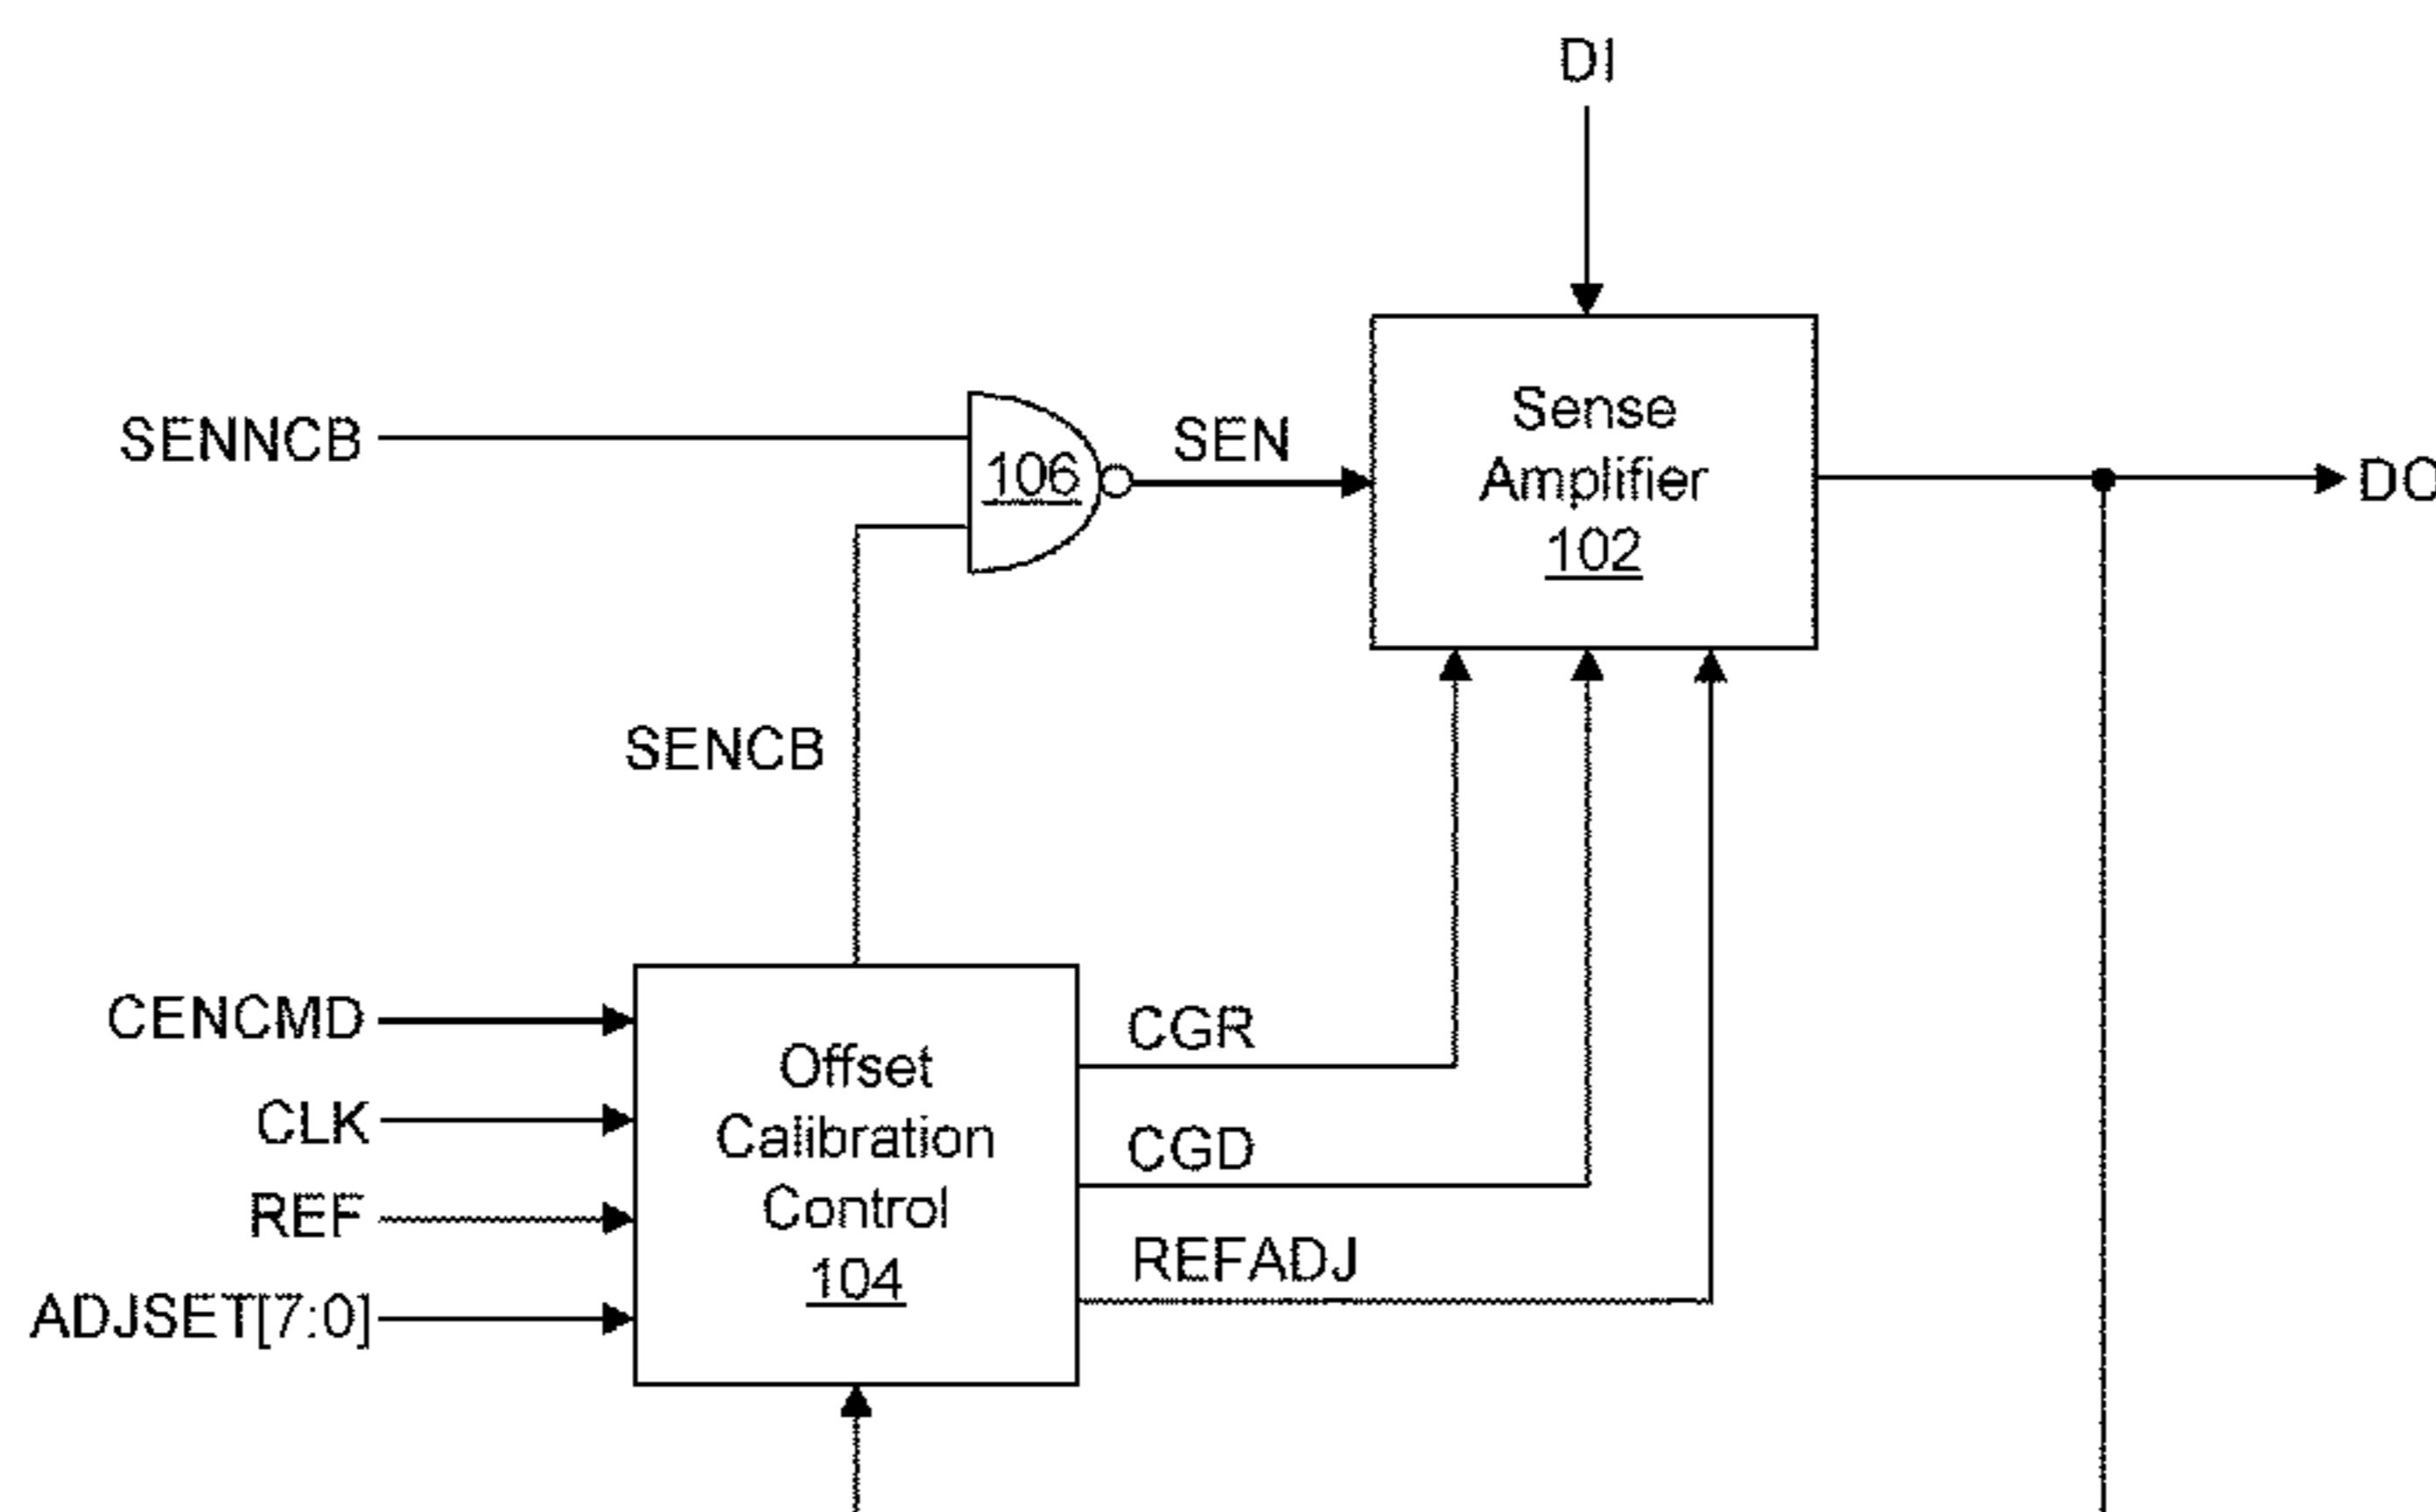 DI
SENNCB
106
SEN
Sense
Amplifier
102
DO
SENCB
CENCMD
CLK
REF
ADJSET[7:0]
Offset
Calibration
Control
104
CGR
CGD
REFADJ